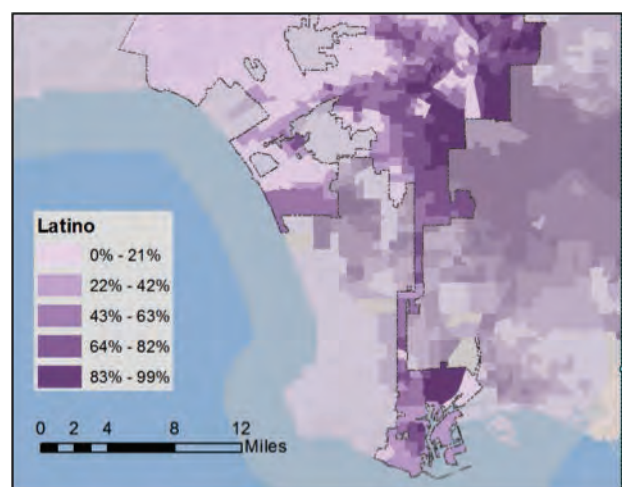 Latino
0% - 21%
22% - 42%
43% - 63%
64% - 82%
83% - 99%
0 2 4 8 12
Miles